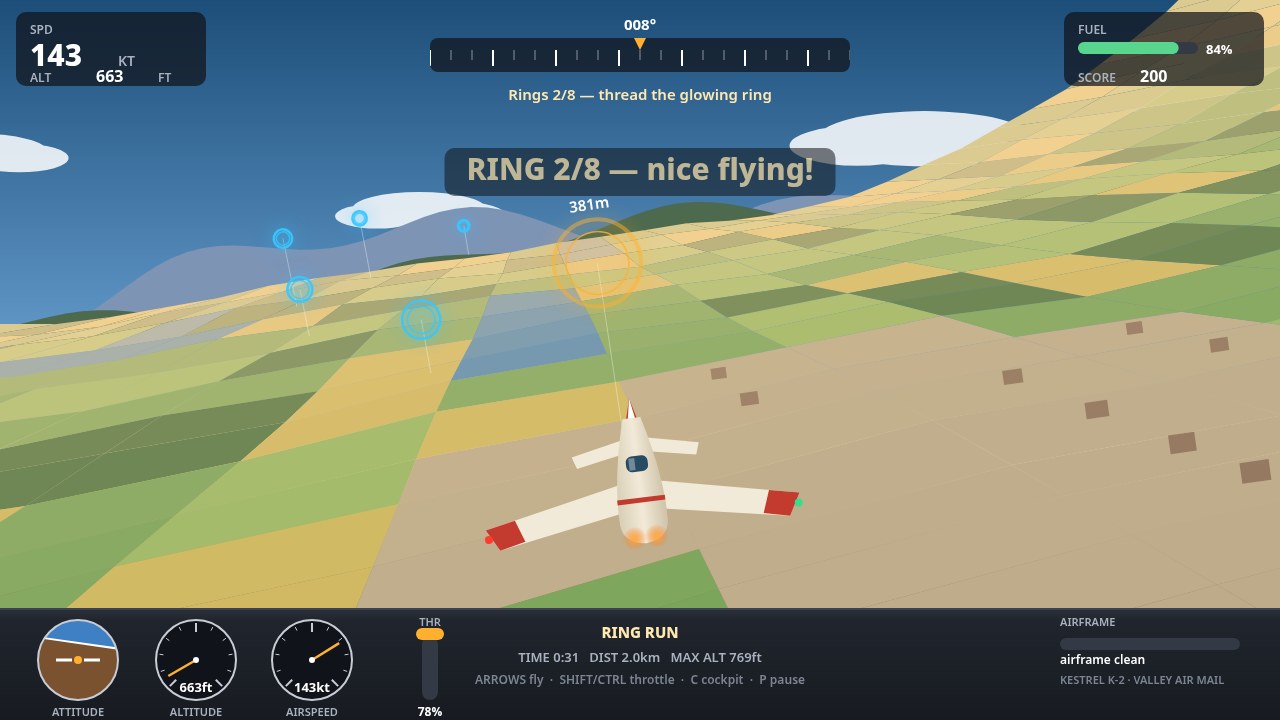 SPD
143 KT
ALT 663 FT
008°
Rings 2/8 — thread the glowing ring
FUEL
84%
SCORE 200
RING 2/8 — nice flying!
381m
663ft
ALTITUDE
143kt
AIRSPEED
ATTITUDE
THR
78%
RING RUN
TIME 0:31 DIST 2.0km MAX ALT 769ft
ARROWS fly · SHIFT/CTRL throttle · C cockpit · P pause
AIRFRAME
airframe clean
KESTREL K-2 · VALLEY AIR MAIL